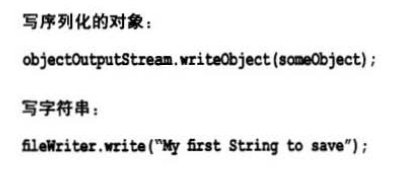 写序列化的对象：
objectOutputStream.writeObject(someObject);
写字符串：
fileWriter.write("My first String to save");